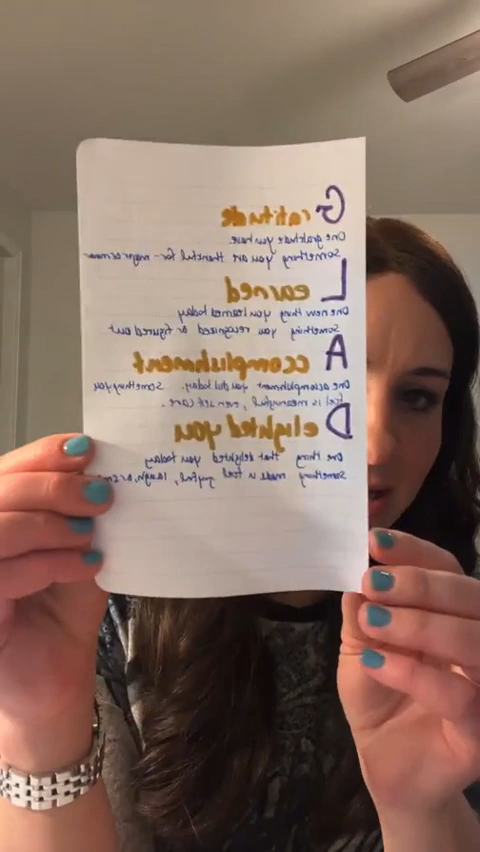 Gratitude
One gratitude you have.
Something you are thankful for - major or minor
Learned
One new thing you learned today
Something you recognized or figured out
Accomplishment
One accomplishment you did today. Something you
feel is meaningful, even self care.
Delighted you
One thing that delighted you today
Something made u feel joyful, laugh, or